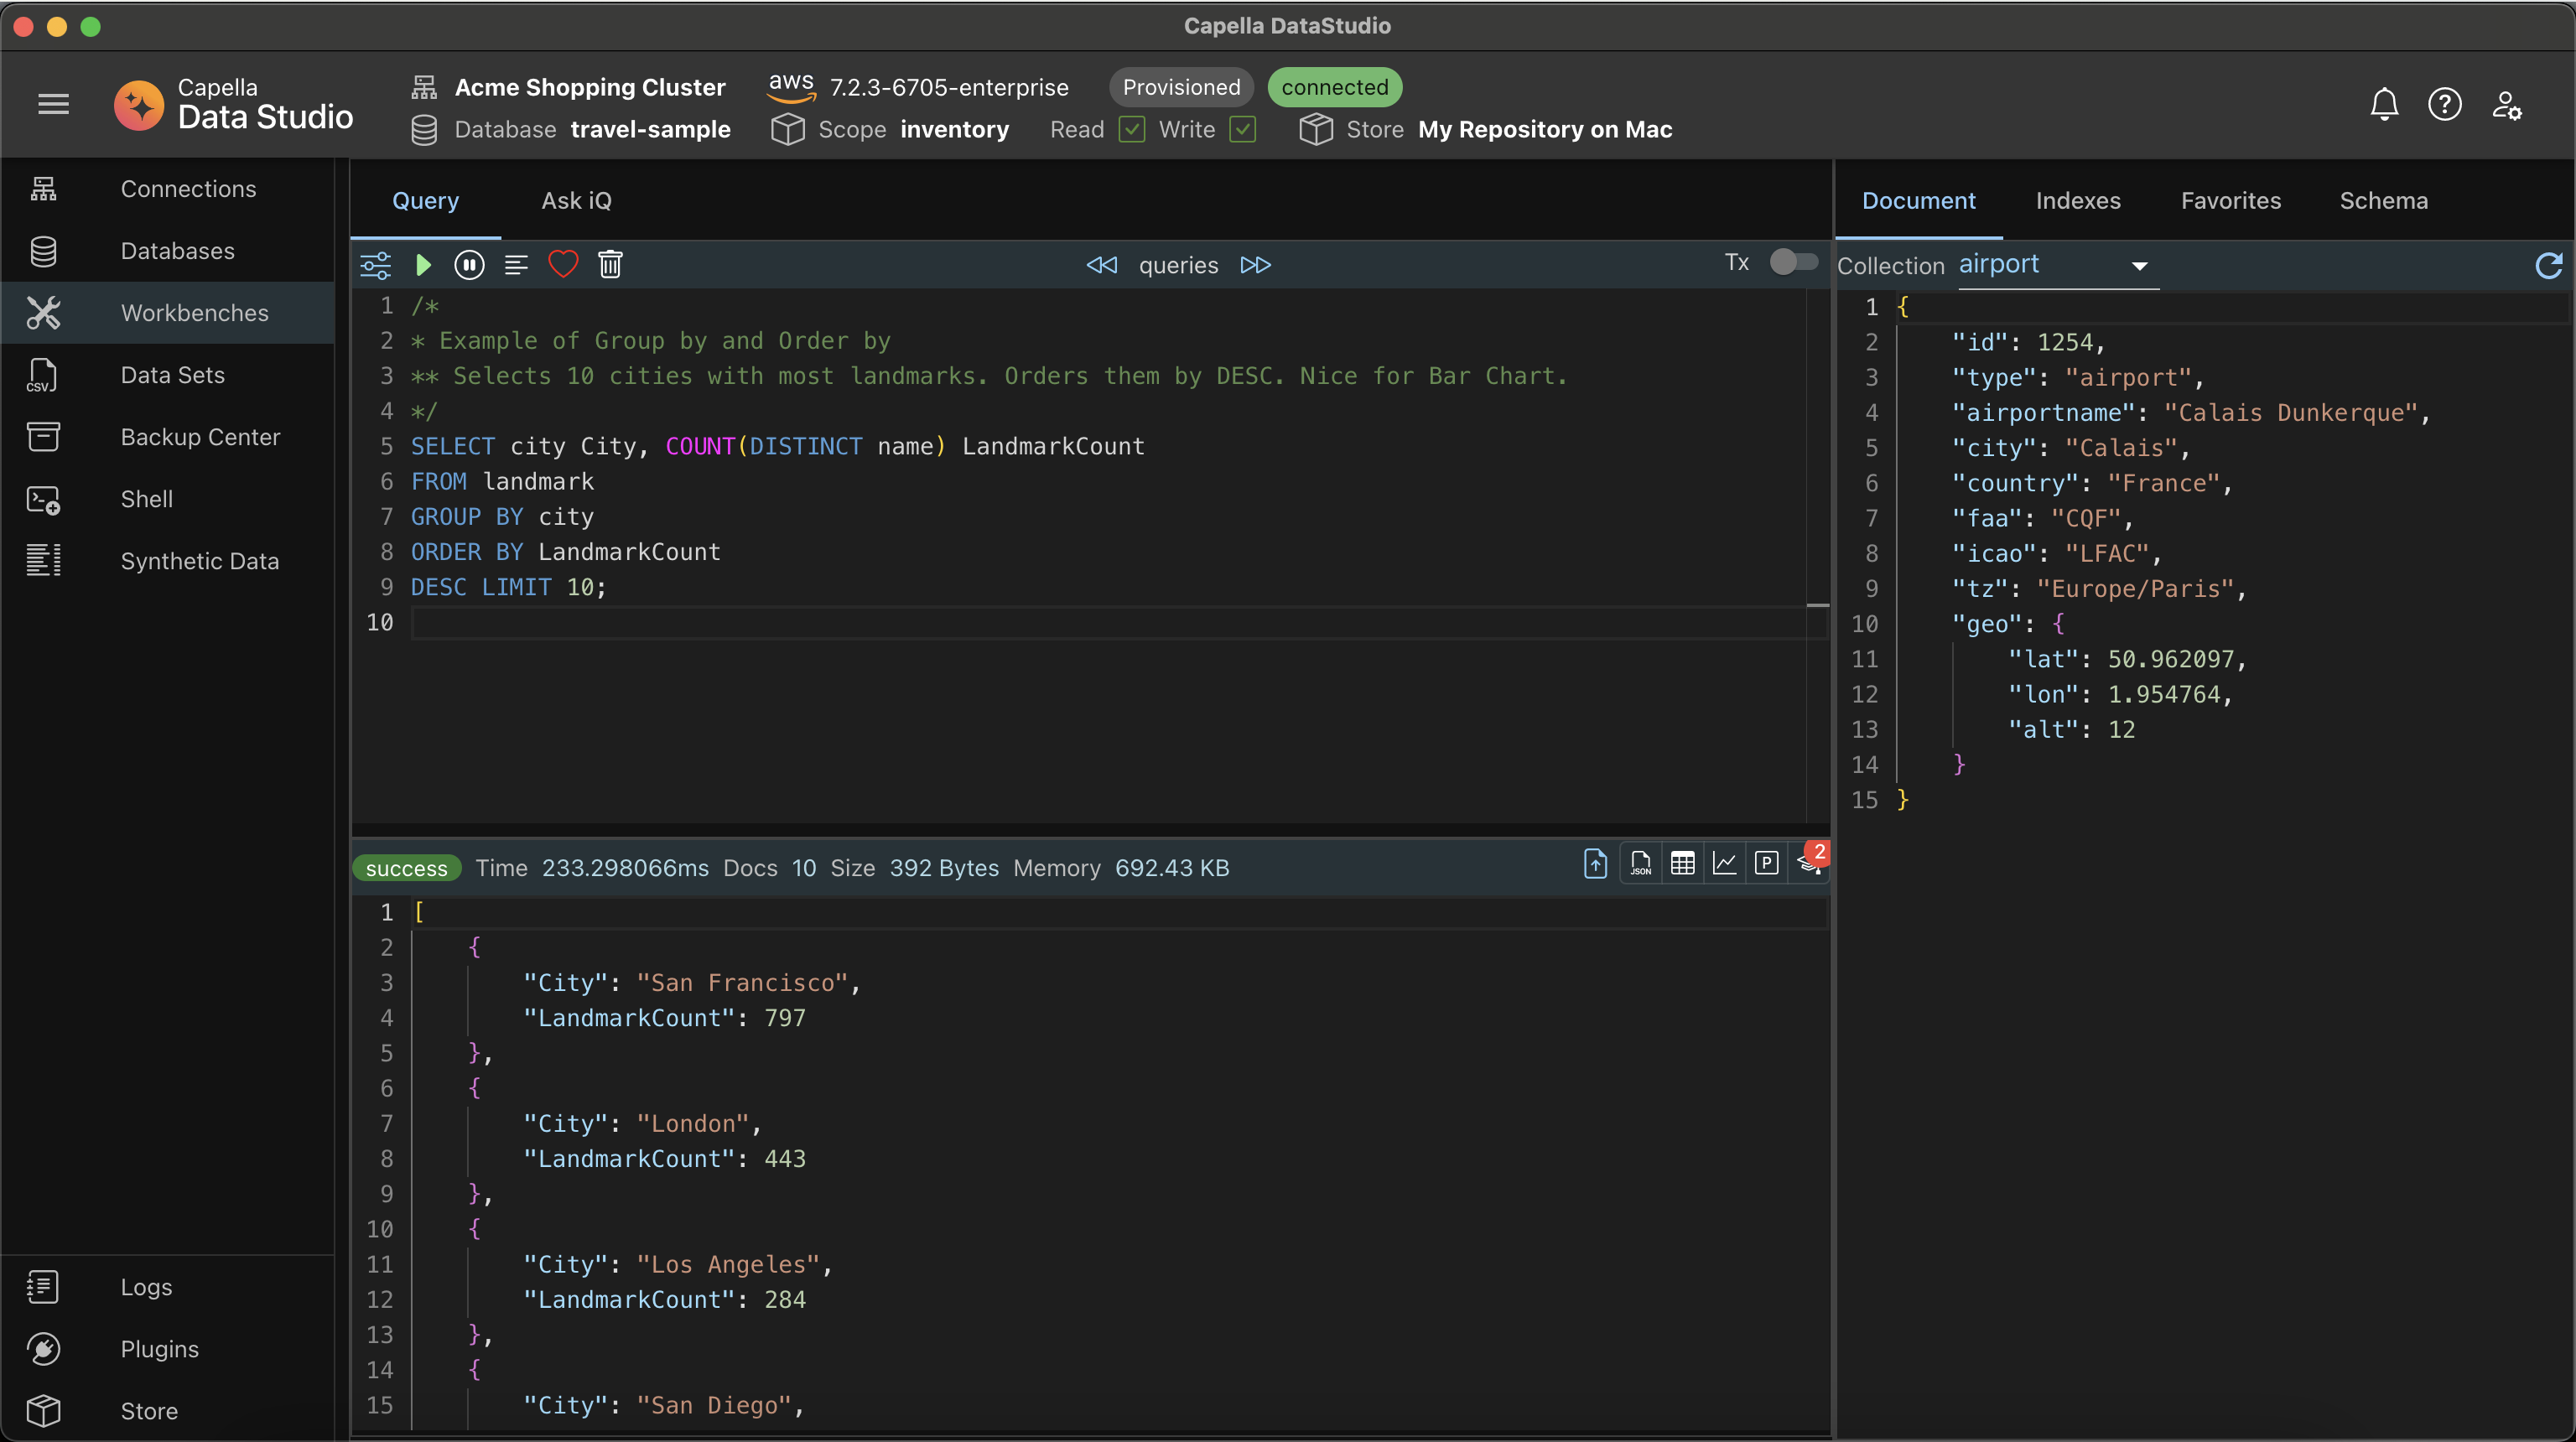 Capella DataStudio
Capella
Data Studio
Acme Shopping Cluster
aws 7.2.3-6705-enterprise
Provisioned
connected
Database travel-sample
Scope inventory
Read Write
Store My Repository on Mac
Connections
Databases
Workbenches
CSV Data Sets
Backup Center
Shell
Synthetic Data
Logs
Plugins
Store
Query Ask iQ
queries
Tx
1 /*
2 * Example of Group by and Order by
3 ** Selects 10 cities with most landmarks. Orders them by DESC. Nice for Bar Chart.
4 */
5 SELECT city City, COUNT(DISTINCT name) LandmarkCount
6 FROM landmark
7 GROUP BY city
8 ORDER BY LandmarkCount
9 DESC LIMIT 10;
10
success Time 233.298066ms Docs 10 Size 392 Bytes Memory 692.43 KB
JSON P 2
1 [
2 {
3 "City": "San Francisco",
4 "LandmarkCount": 797
5 },
6 {
7 "City": "London",
8 "LandmarkCount": 443
9 },
10 {
11 "City": "Los Angeles",
12 "LandmarkCount": 284
13 },
14 {
15 "City": "San Diego",
Document Indexes Favorites Schema
Collection airport
1 {
2 "id": 1254,
3 "type": "airport",
4 "airportname": "Calais Dunkerque",
5 "city": "Calais",
6 "country": "France",
7 "faa": "CQF",
8 "icao": "LFAC",
9 "tz": "Europe/Paris",
10 "geo": {
11 "lat": 50.962097,
12 "lon": 1.954764,
13 "alt": 12
14 }
15 }